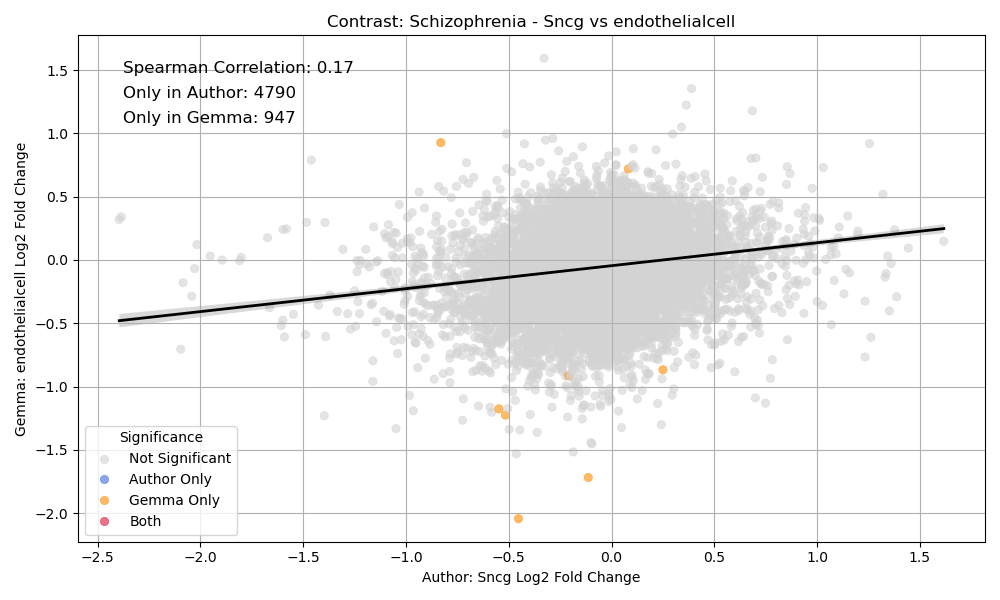 Contrast: Schizophrenia - Sncg vs endothelialcell
Spearman Correlation: 0.17
Only in Author: 4790
Only in Gemma: 947
Gemma: endothelialcell Log2 Fold Change
1.5
1.0
0.5
0.0
−0.5
−1.0
−1.5
−2.0
Significance
Not Significant
Author Only
Gemma Only
Both
−2.5 −2.0 −1.5 −1.0 −0.5 0.0 0.5 1.0 1.5
Author: Sncg Log2 Fold Change